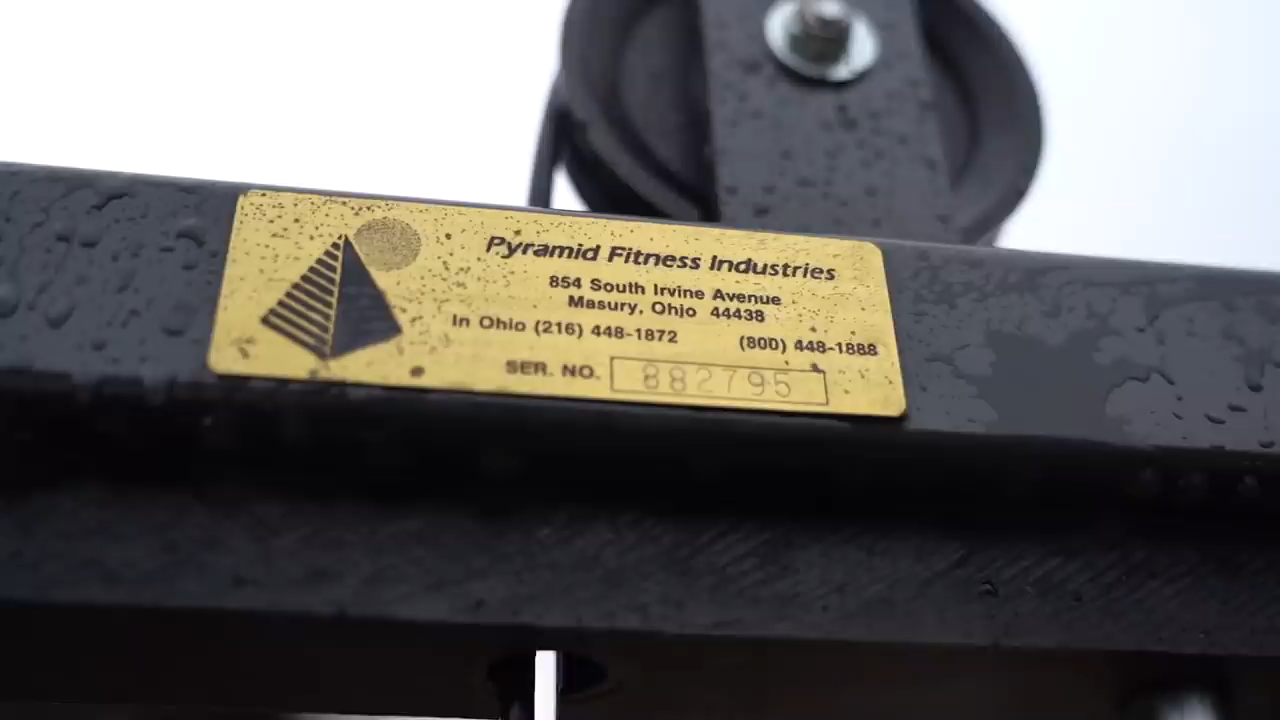 Pyramid Fitness Industries
854 South Irvine Avenue
Masury, Ohio 44438
In Ohio (216) 448-1872 (800) 448-1888
SER. NO. 882795